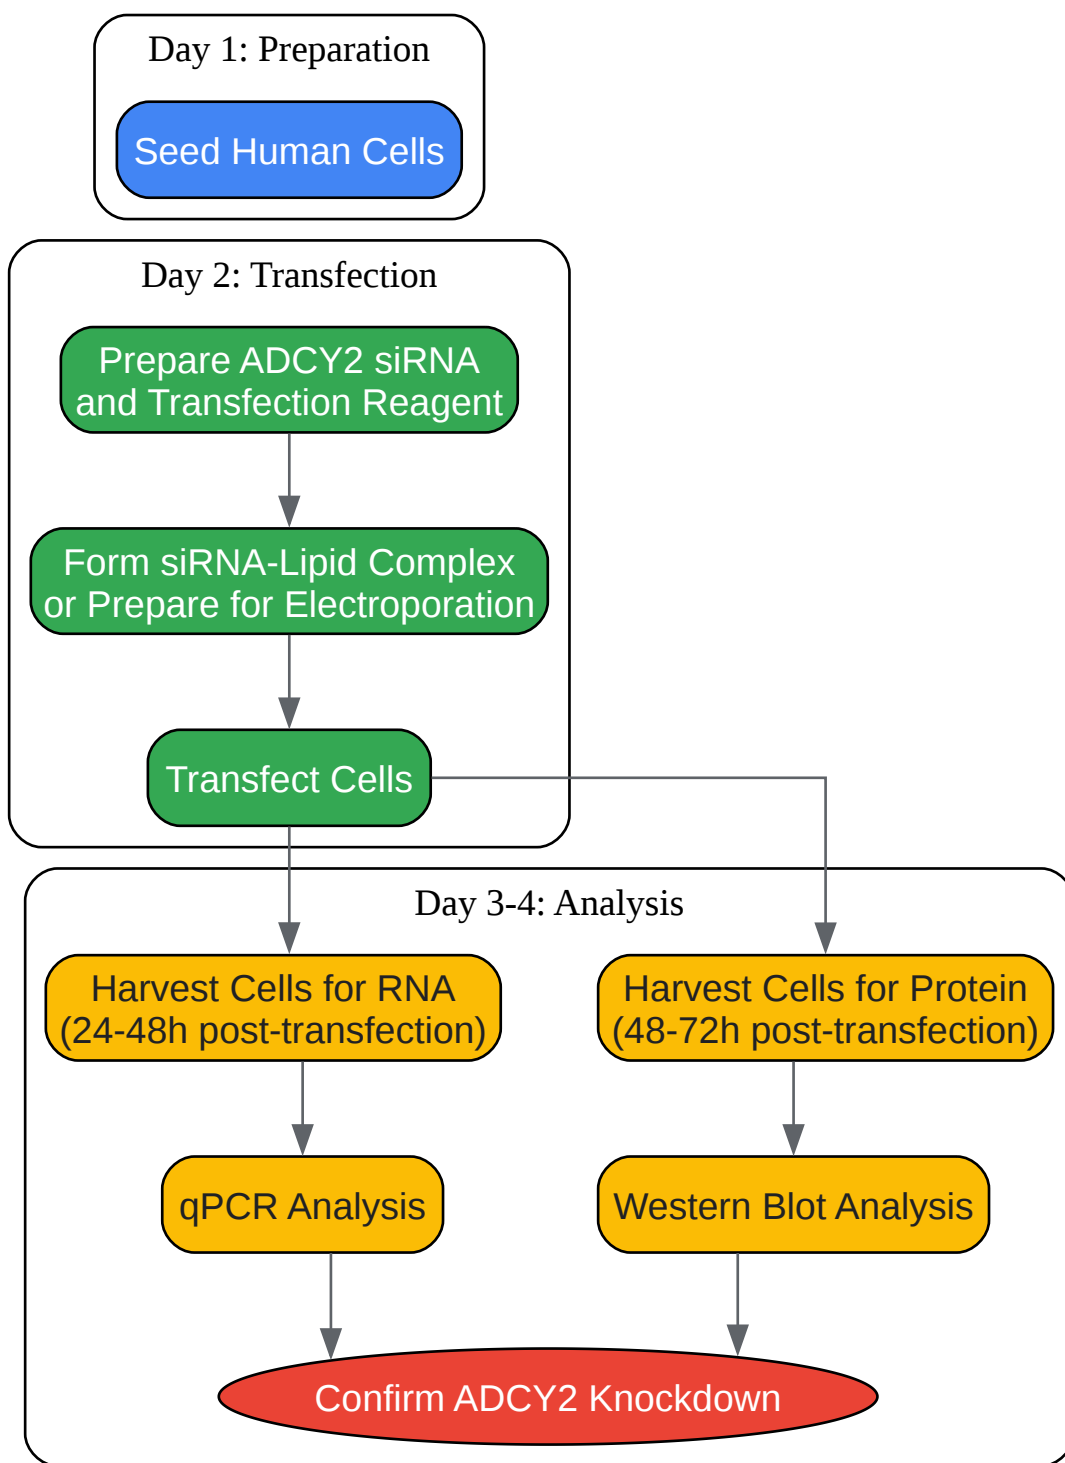 Day 1: Preparation
Seed Human Cells
Day 2: Transfection
Prepare ADCY2 siRNA
and Transfection Reagent
Form siRNA-Lipid Complex
or Prepare for Electroporation
Transfect Cells
Day 3-4: Analysis
Harvest Cells for RNA
(24-48h post-transfection)
Harvest Cells for Protein
(48-72h post-transfection)
qPCR Analysis
Western Blot Analysis
Confirm ADCY2 Knockdown